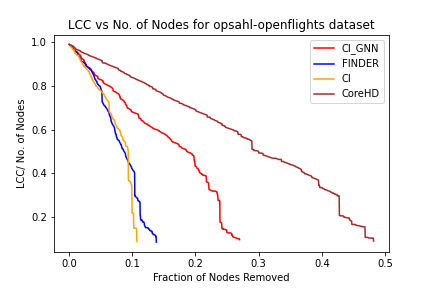 LCC vs No. of Nodes for opsahl-openflights dataset
CI_GNN
FINDER
CI
CoreHD
LCC/ No. of Nodes
1.0
0.8
0.6
0.4
0.2
0.0 0.1 0.2 0.3 0.4 0.5
Fraction of Nodes Removed